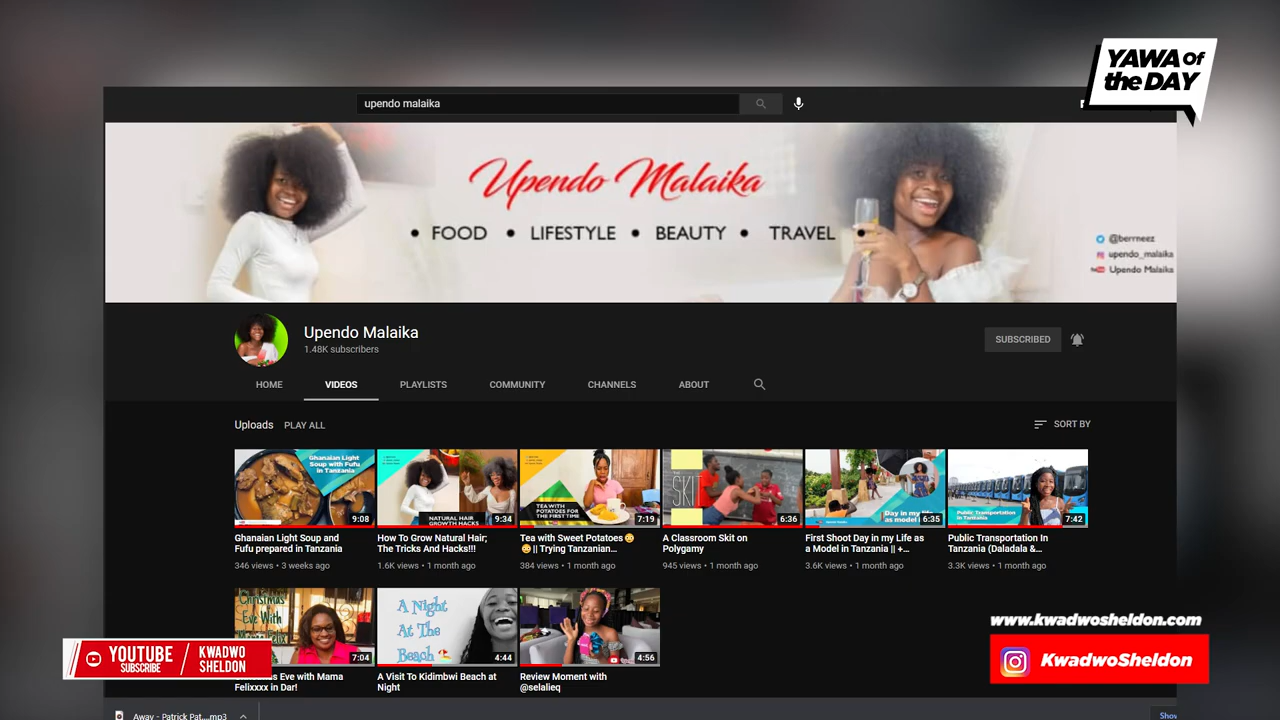 YAWA of
the DAY
upendo malaika
Upendo Malaika
• FOOD • LIFESTYLE • BEAUTY • TRAVEL •
@berrneez
upendo_malaika
Upendo Malaika
Upendo Malaika
1.48K subscribers
SUBSCRIBED
HOME VIDEOS PLAYLISTS COMMUNITY CHANNELS ABOUT
Uploads PLAY ALL
SORT BY
Ghanaian Light
Soup with Fufu
in Tanzania
9:08
NATURAL HAIR
GROWTH HACKS
9:34
TEA WITH
POTATOES FOR
THE FIRST TIME
7:19
SKIT
6:36
Day in my life
as model in
6:35
Public Transportation
in Tanzania
7:42
Ghanaian Light Soup and
Fufu prepared in Tanzania
346 views • 3 weeks ago
How To Grow Natural Hair;
The Tricks And Hacks!!!
1.6K views • 1 month ago
Tea with Sweet Potatoes😳
😳 || Trying Tanzanian...
384 views • 1 month ago
A Classroom Skit on
Polygamy
945 views • 1 month ago
First Shoot Day in my Life as
a Model in Tanzania || +...
3.6K views • 1 month ago
Public Transportation In
Tanzania (Daladala &...
3.3K views • 1 month ago
Christmas
Eve With
7:04
A Night
At The
Beach
4:44
4:56
Eve with Mama
Felixxxx in Dar!
A Visit To Kidimbwi Beach at
Night
Review Moment with
@selalieq
YOUTUBE
SUBSCRIBE
KWADWO
SHELDON
www.kwadwosheldon.com
KwadwoSheldon
Away - Patrick Pat....mp3
Show